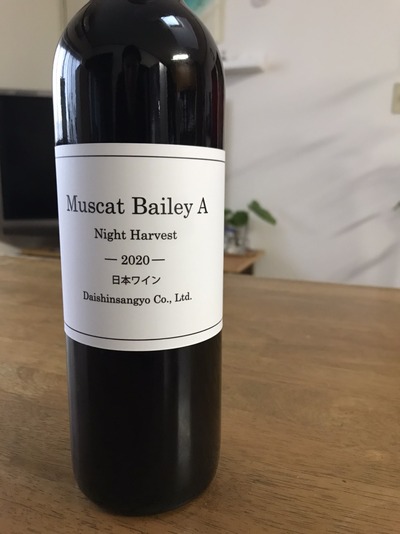 Muscat Bailey A
Night Harvest
— 2020 —
日本ワイン
Daishinsangyo Co., Ltd.